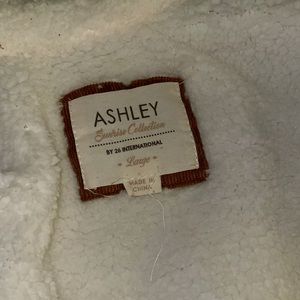 ASHLEY
Sunrise Collection
BY 26 INTERNATIONAL
- Large -
MADE IN
CHINA